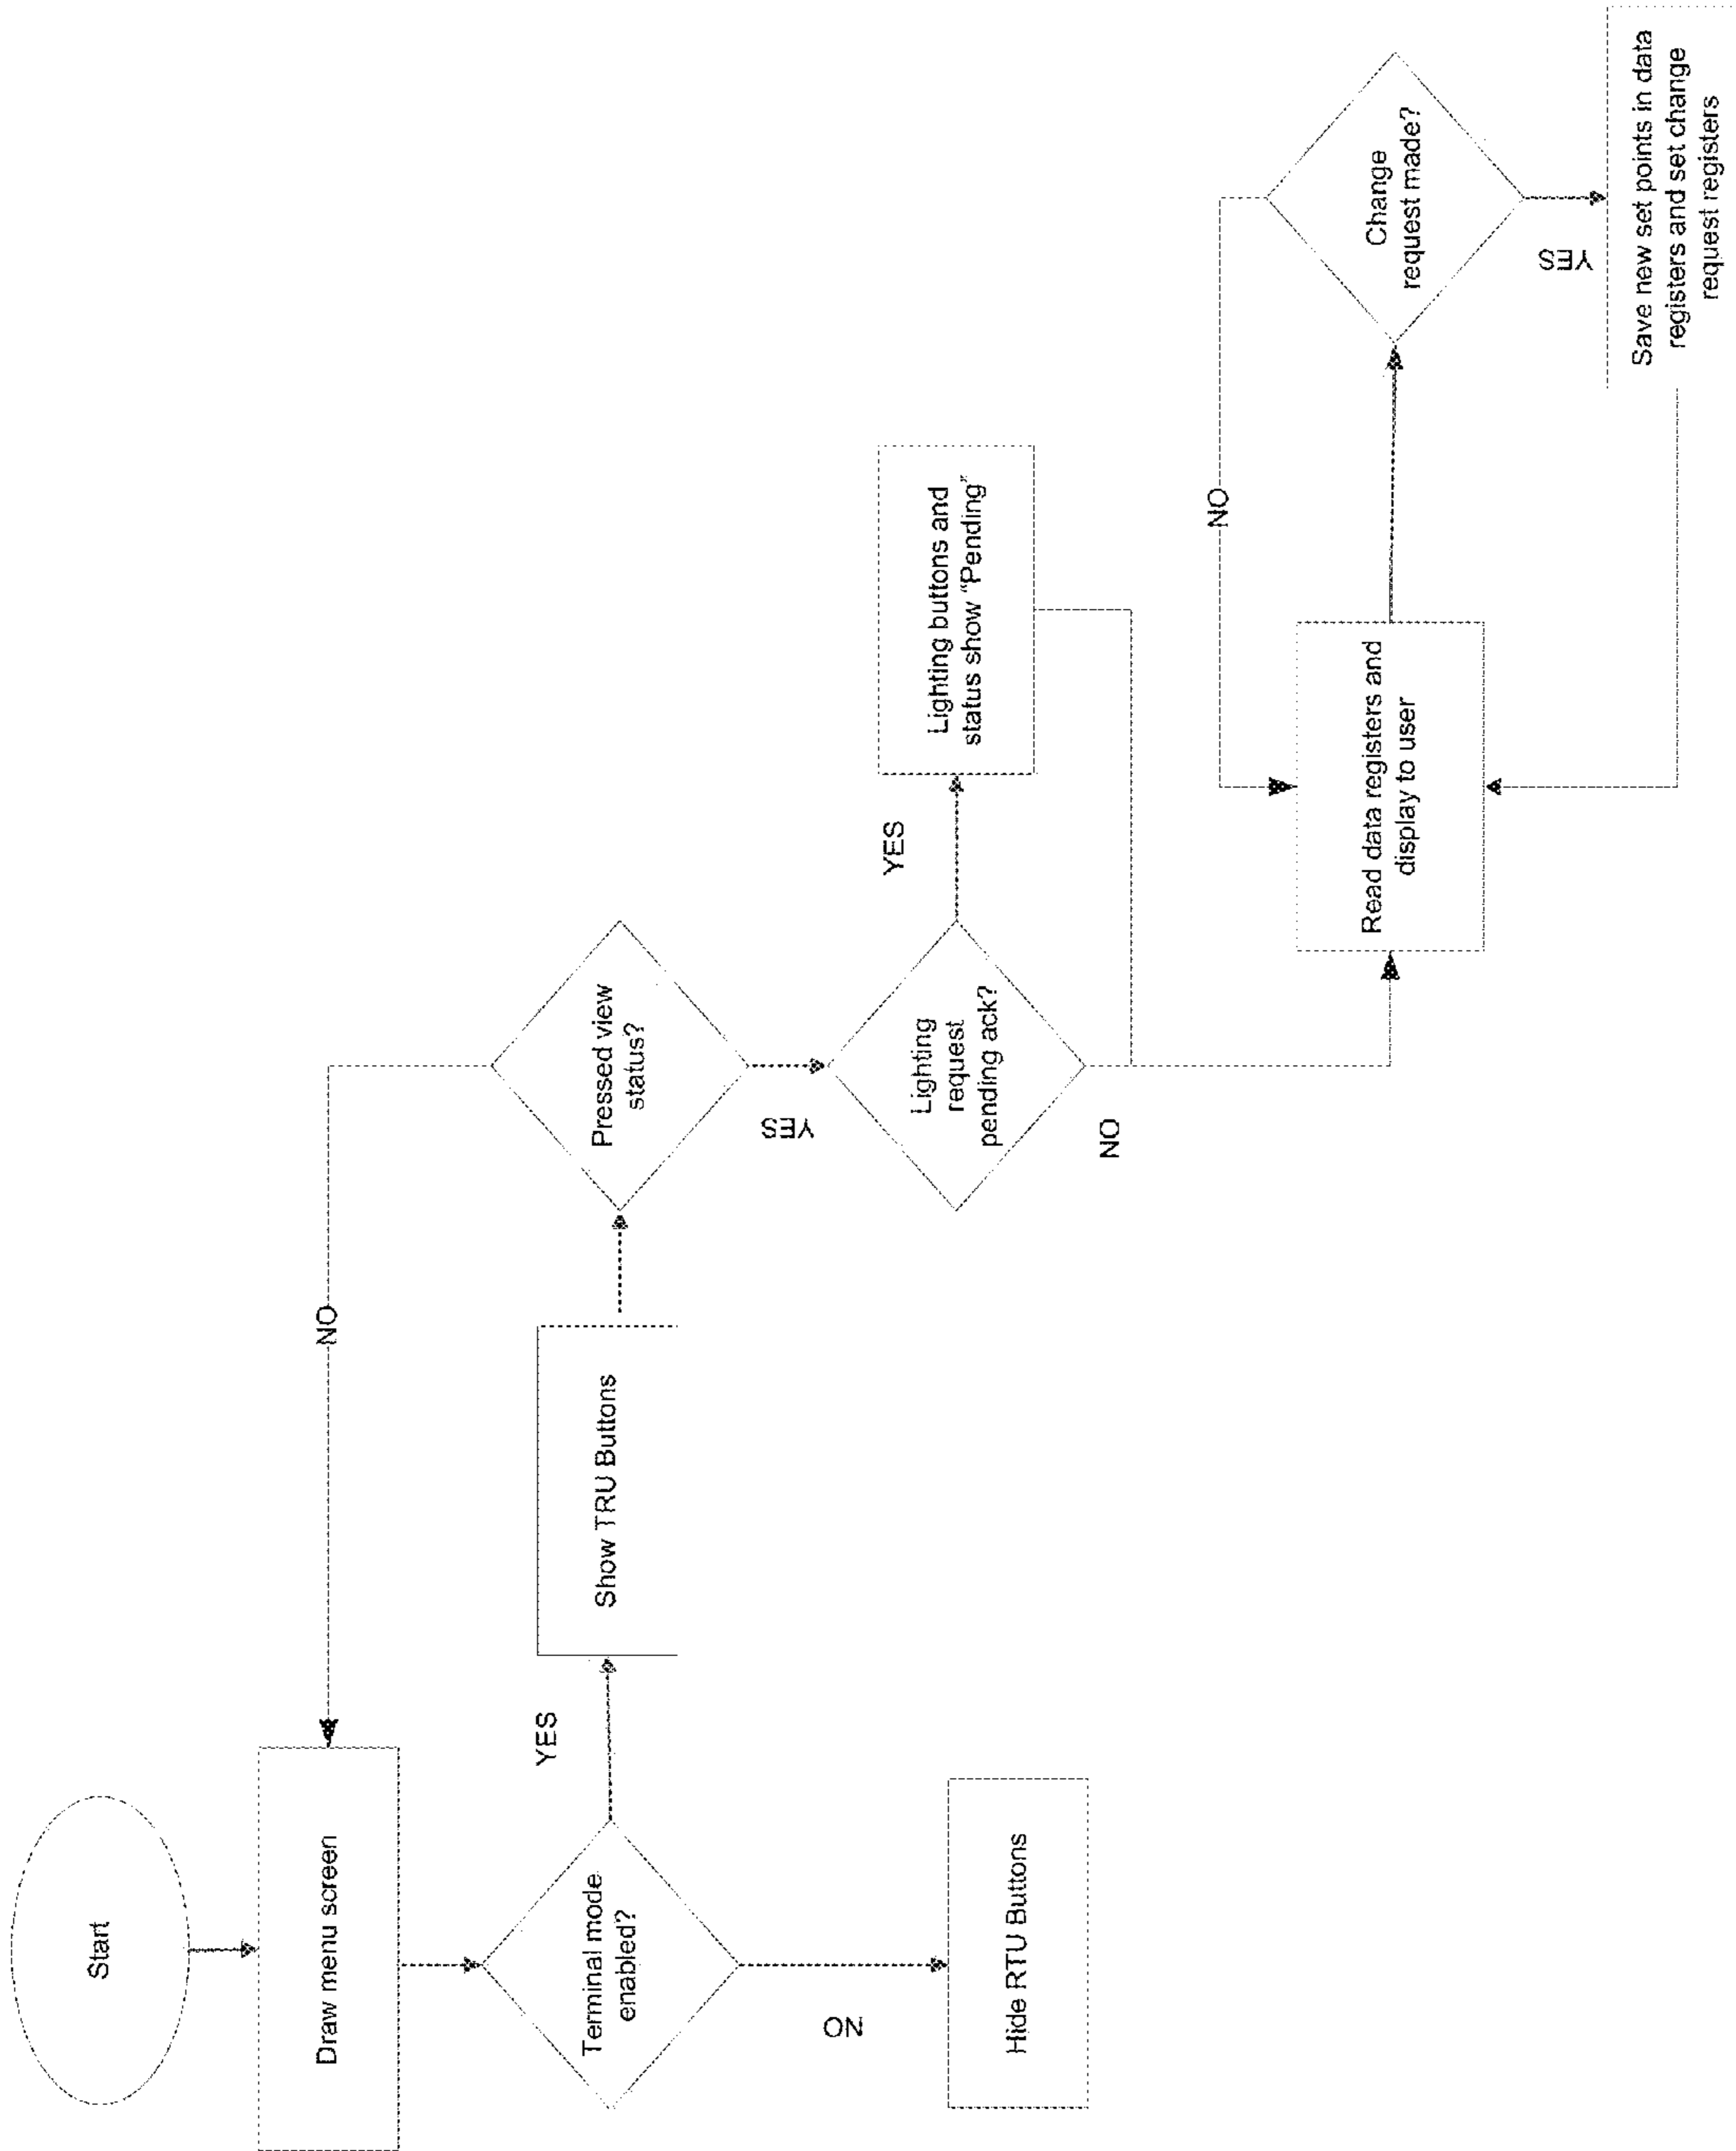 Start
Draw menu screen
NO
Terminal mode
enabled?
YES
Show TRU Buttons
NO
Hide RTU Buttons
Pressed view
status?
YES
Lighting
request
pending ack?
YES
Lighting buttons and
status show "Pending"
NO
Read data registers and
display to user
NO
Change
request made?
YES
Save new set points in data
registers and set change
request registers